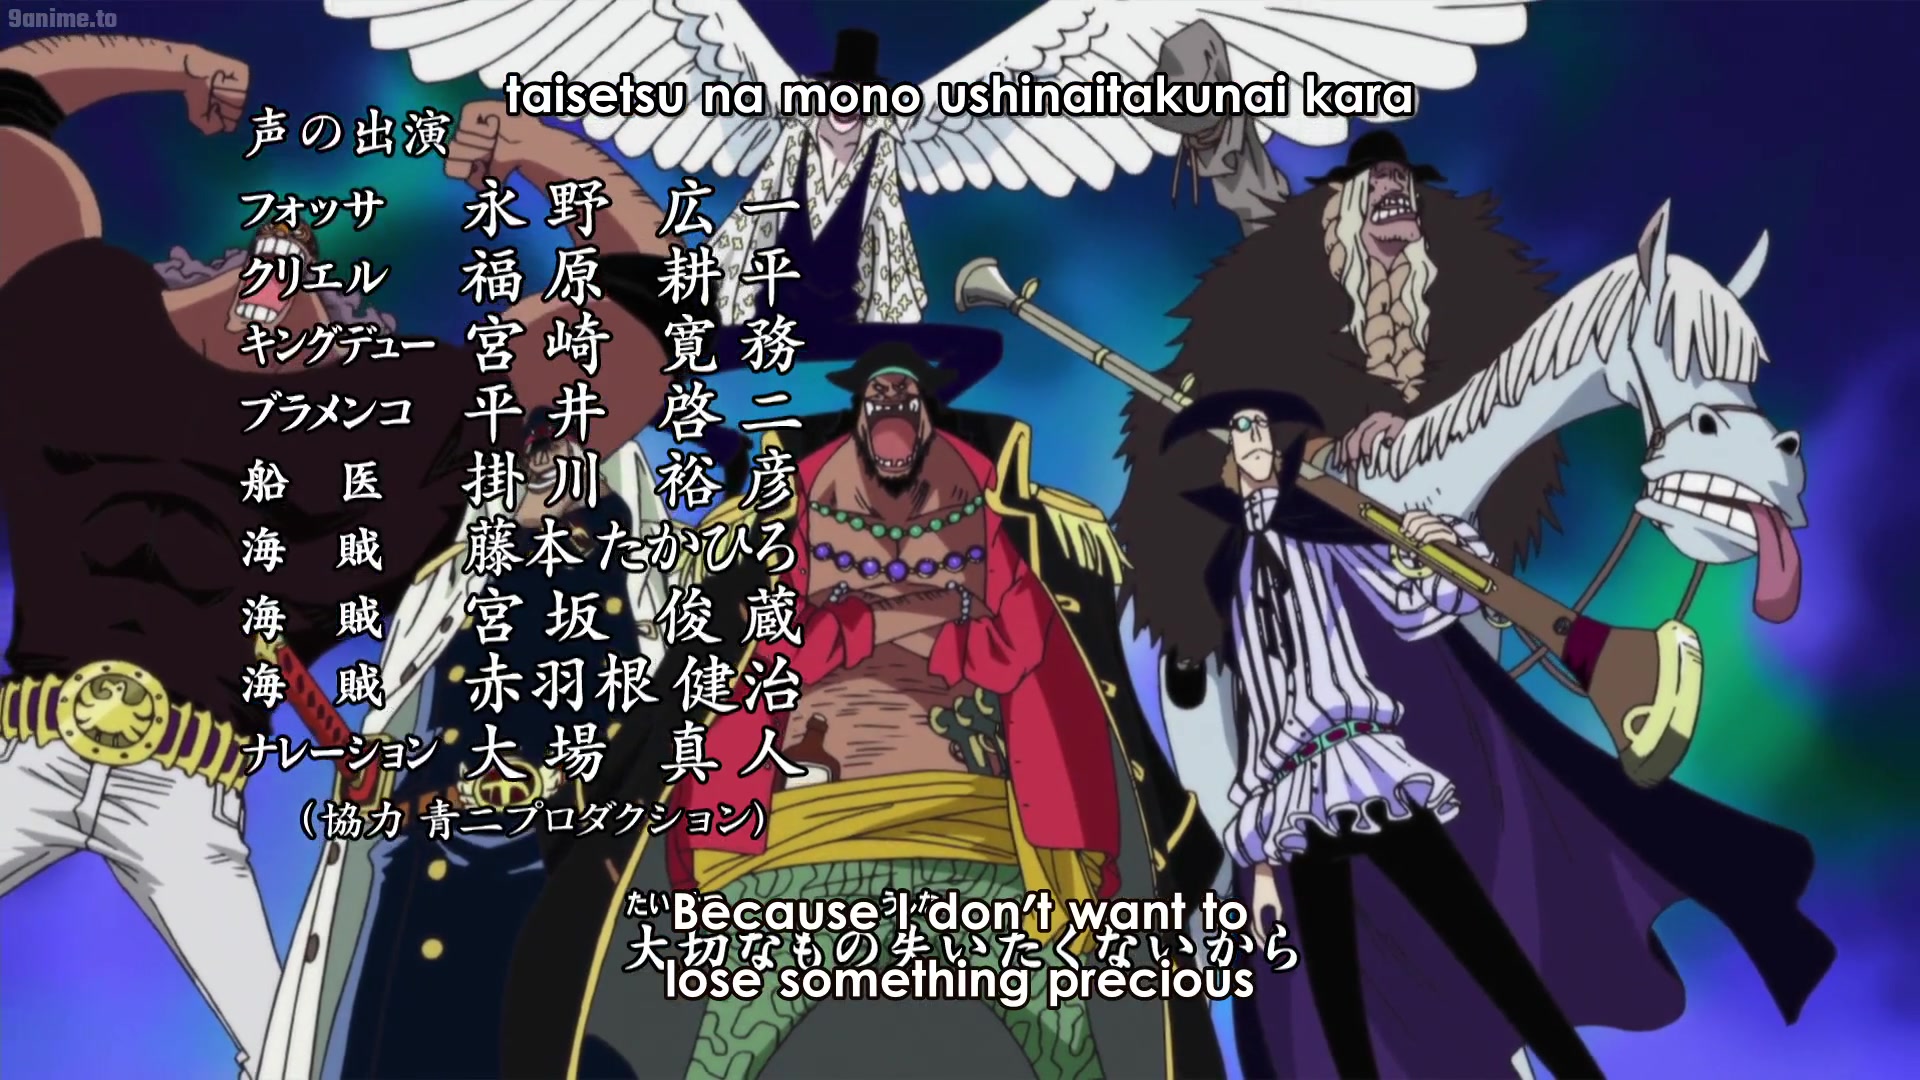 9anime.to
taisetsu na mono ushinaitakunai kara
声の出演
フォッサ 永野 広一
クリエル 福原 耕平
キングデュー 宮崎 寛務
ブラメンコ 平井 啓二
船医 掛川 裕彦
海賊 藤本たかひろ
海賊 宮坂 俊蔵
海賊 赤羽根 健治
ナレーション 大場 真人
(協力 青二プロダクション)
Because I don't want to
大切なもの失いたくないから
lose something precious